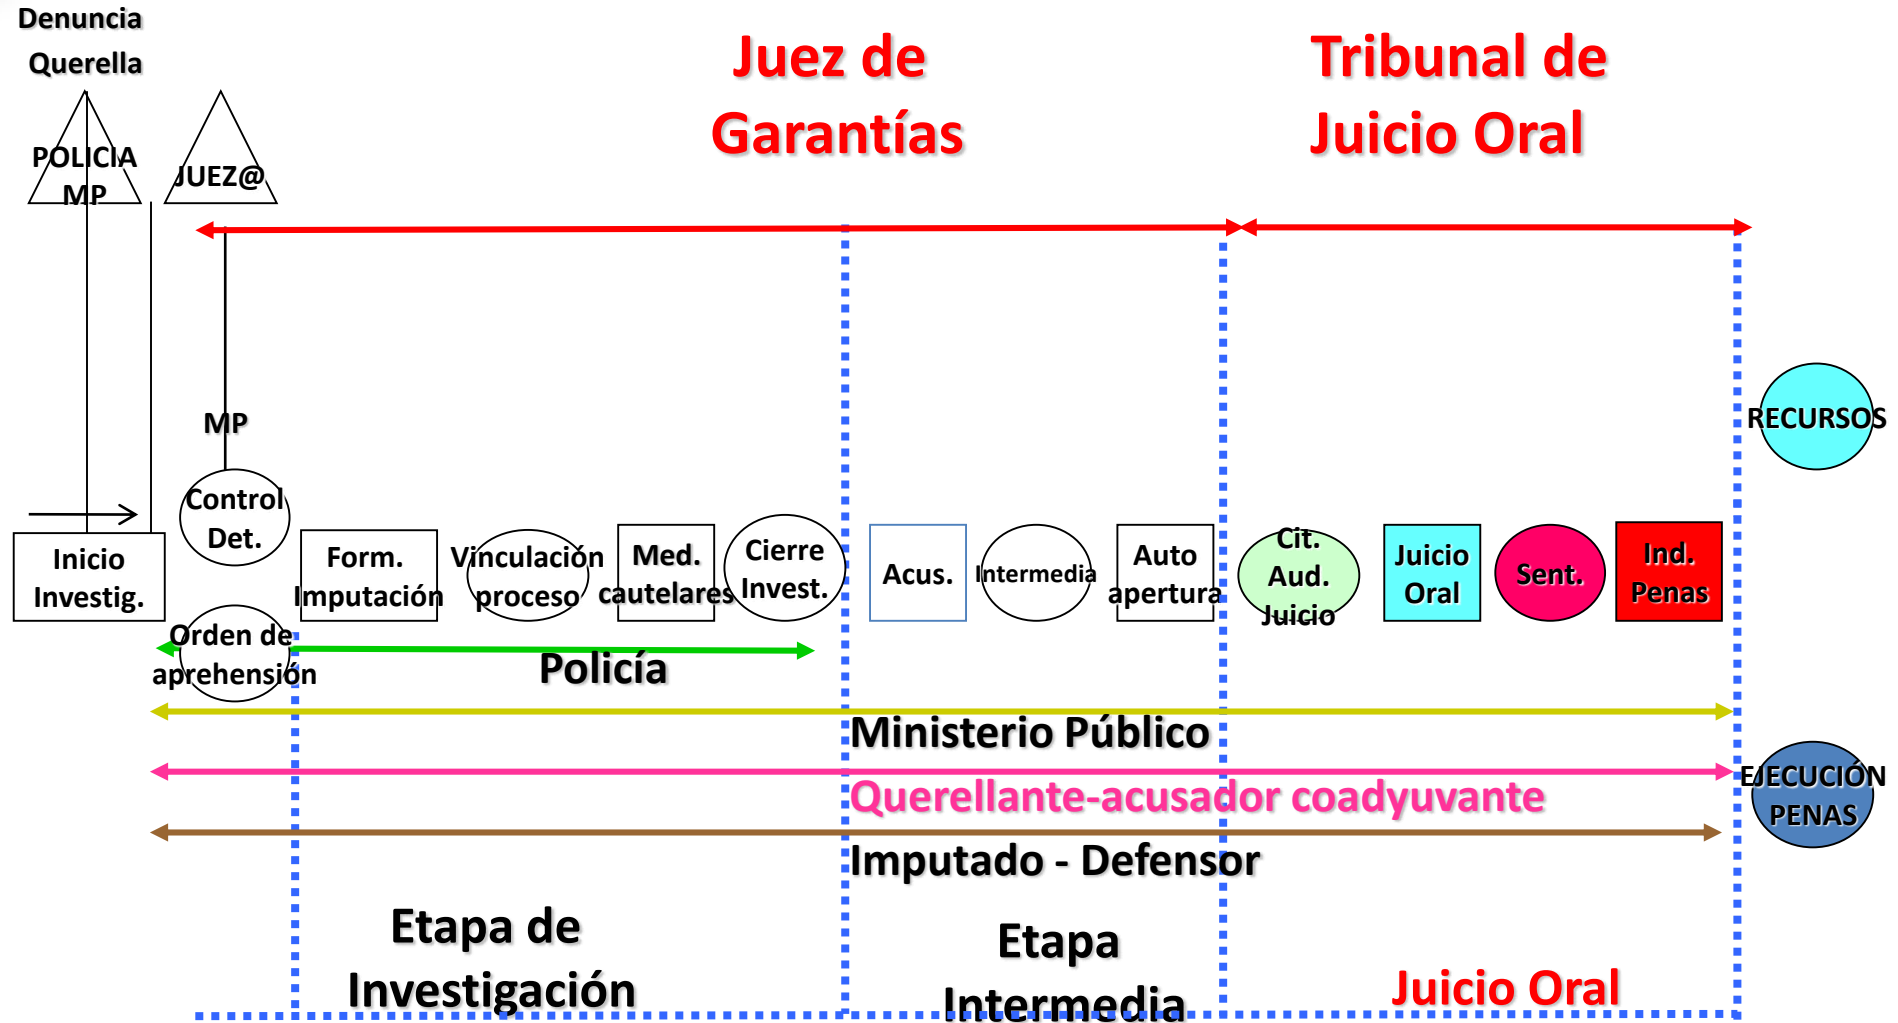 Denuncia
Querella
Juez de
Garantías
Tribunal de
Juicio Oral
POLICIA
MP
JUEZ@
MP
RECURSOS
Control
Det.
Inicio
Investig.
Form.
Imputación
Vinculación
proceso
Med.
cautelares
Cierre
Invest.
Acus.
Intermedia
Auto
apertura
Cit.
Aud.
Juicio
Juicio
Oral
Sent.
Ind.
Penas
Orden de
aprehensión
Policía
Ministerio Público
Querellante-acusador coadyuvante
Imputado - Defensor
EJECUCIÓN
PENAS
Etapa de
Investigación
Etapa
Intermedia
Juicio Oral